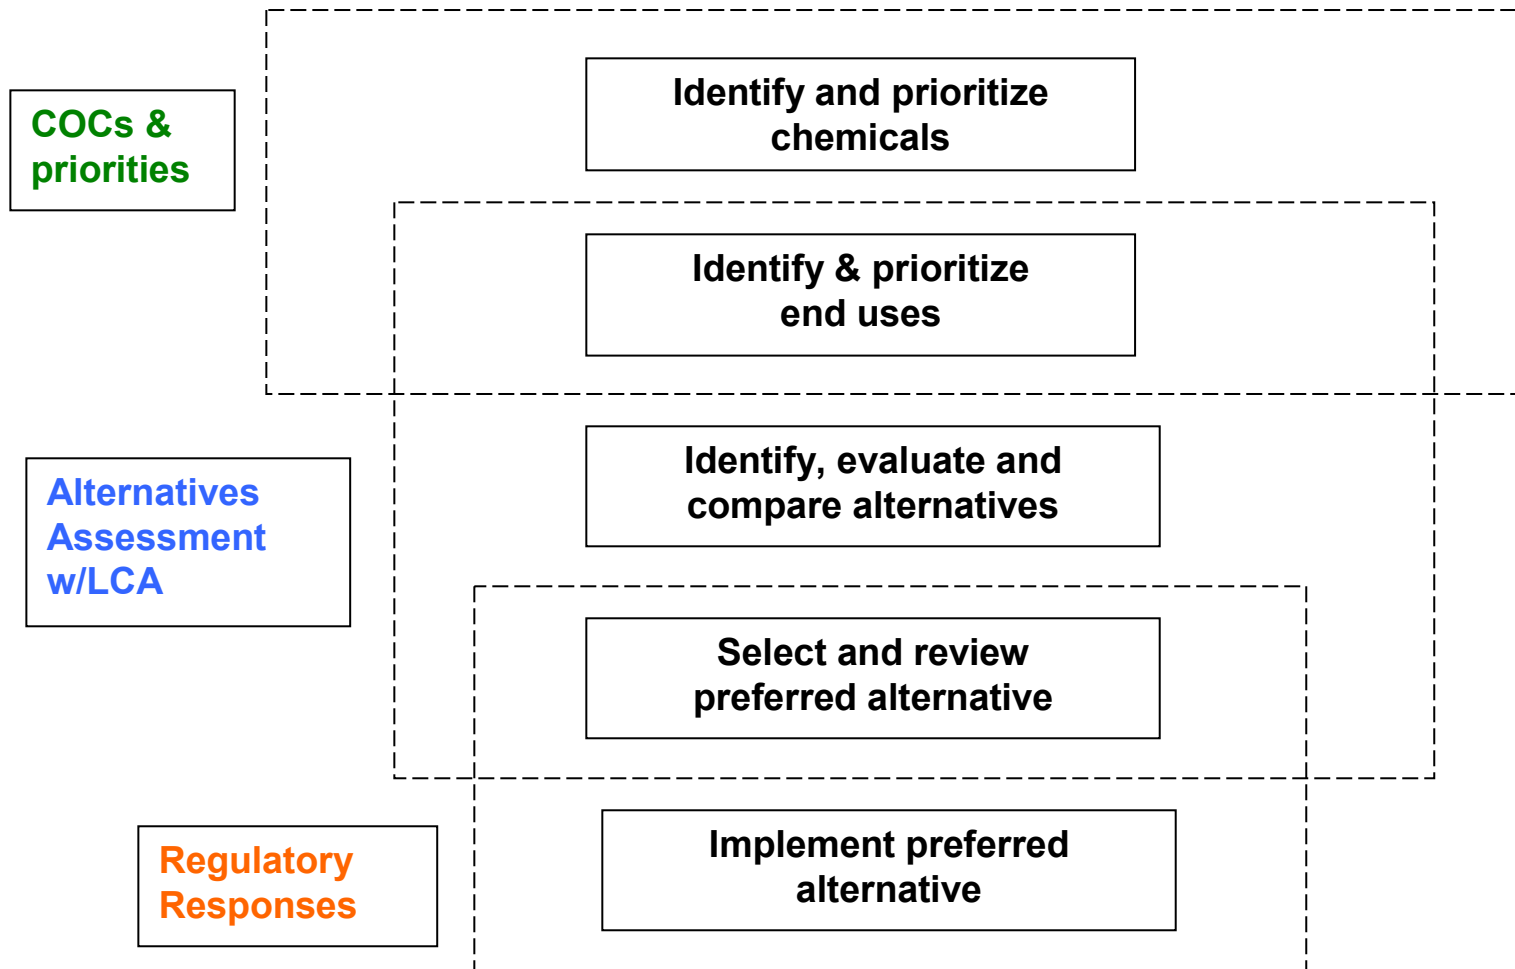 Identify and prioritize
chemicals
COCs &
priorities
Identify & prioritize
end uses
Identify, evaluate and
compare alternatives
Alternatives
Assessment
w/LCA
Select and review
preferred alternative
Implement preferred
alternative
Regulatory
Responses